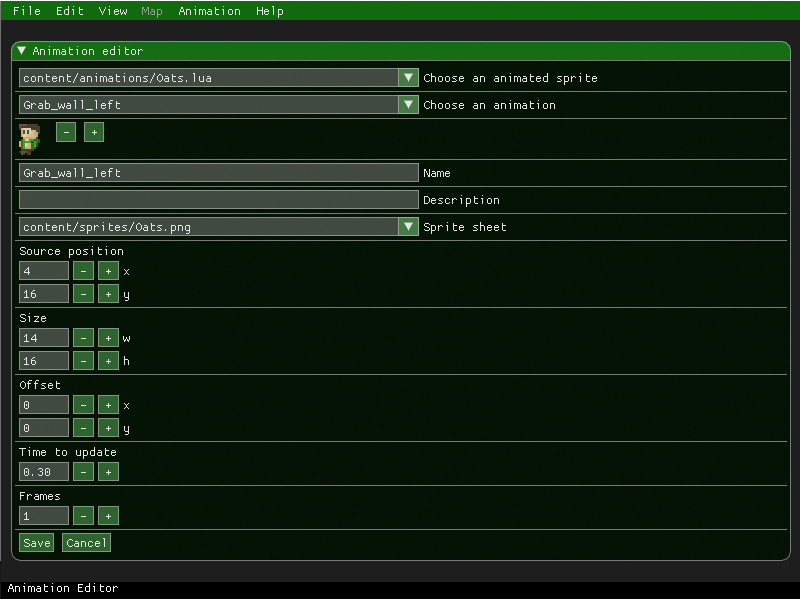 File Edit View Map Animation Help
Animation editor
content/animations/Oats.lua Choose an animated sprite
Grab_wall_left Choose an animation
- +
Grab_wall_left Name
Description
content/sprites/Oats.png Sprite sheet
Source position
4 - + x
16 - + y
Size
14 - + w
16 - + h
Offset
0 - + x
0 - + y
Time to update
0.30 - +
Frames
1 - +
Save Cancel
Animation Editor